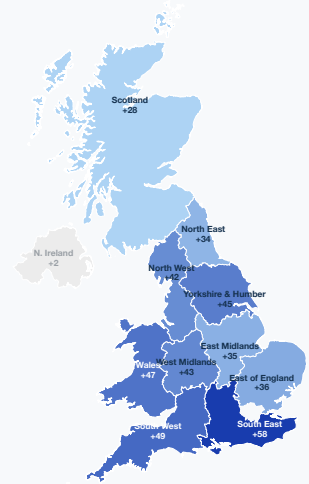 Scotland
+28
North East
+34
N. Ireland
+2
North West
+42
Yorkshire & Humber
+45
East Midlands
+35
Wales
+47
West Midlands
+43
East of England
+36
South West
+49
South East
+58